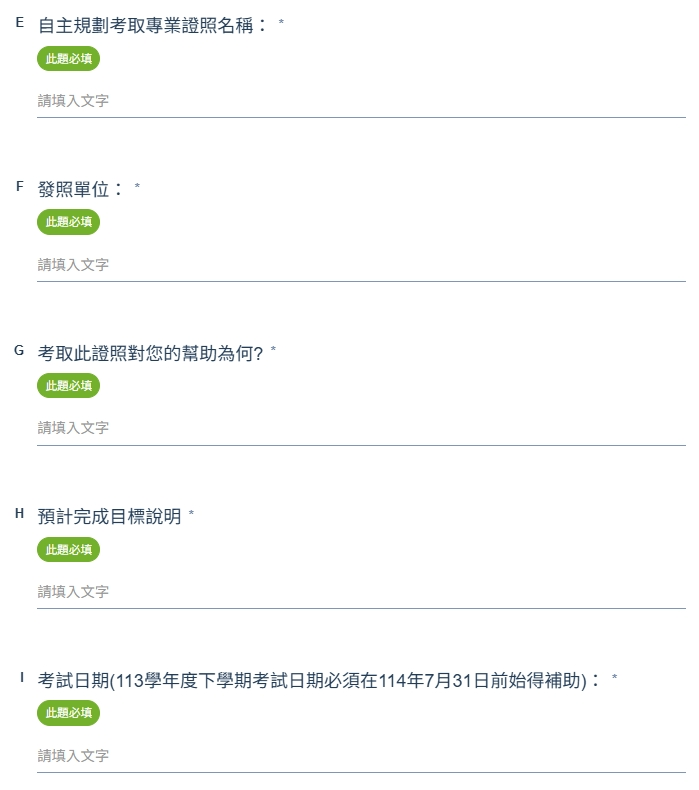 E 自主規劃考取專業證照名稱： *
此題必填
請填入文字
F 發照單位： *
此題必填
請填入文字
G 考取此證照對您的幫助為何? *
此題必填
請填入文字
H 預計完成目標說明 *
此題必填
請填入文字
I 考試日期(113學年度下學期考試日期必須在114年7月31日前始得補助)： *
此題必填
請填入文字